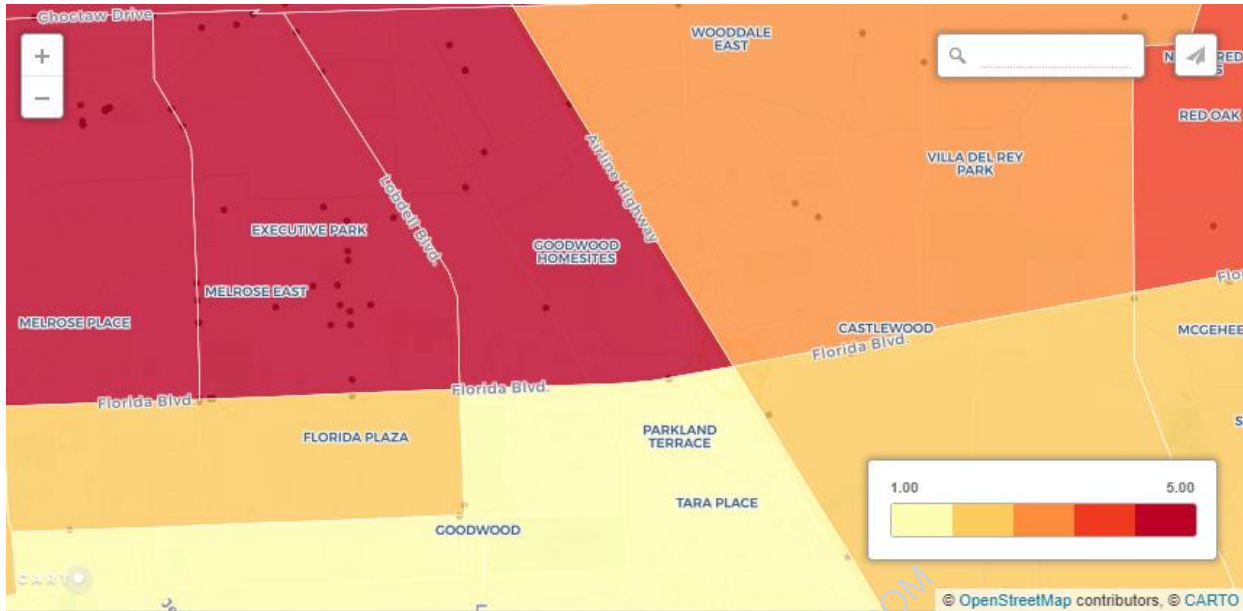 Choctaw Drive
+
−
WOODDALE
EAST
RED OAK
VILLA DEL REY
PARK
Airline Highway
Lobdell Blvd.
EXECUTIVE PARK
GOODWOOD
HOMESITES
MELROSE EAST
MELROSE PLACE
CASTLEWOOD
MCGEHEE
Florida Blvd.
Florida Blvd.
Florida Blvd.
FLORIDA PLAZA
PARKLAND
TERRACE
TARA PLACE
GOODWOOD
1.00 5.00
CARTO
© OpenStreetMap contributors, © CARTO